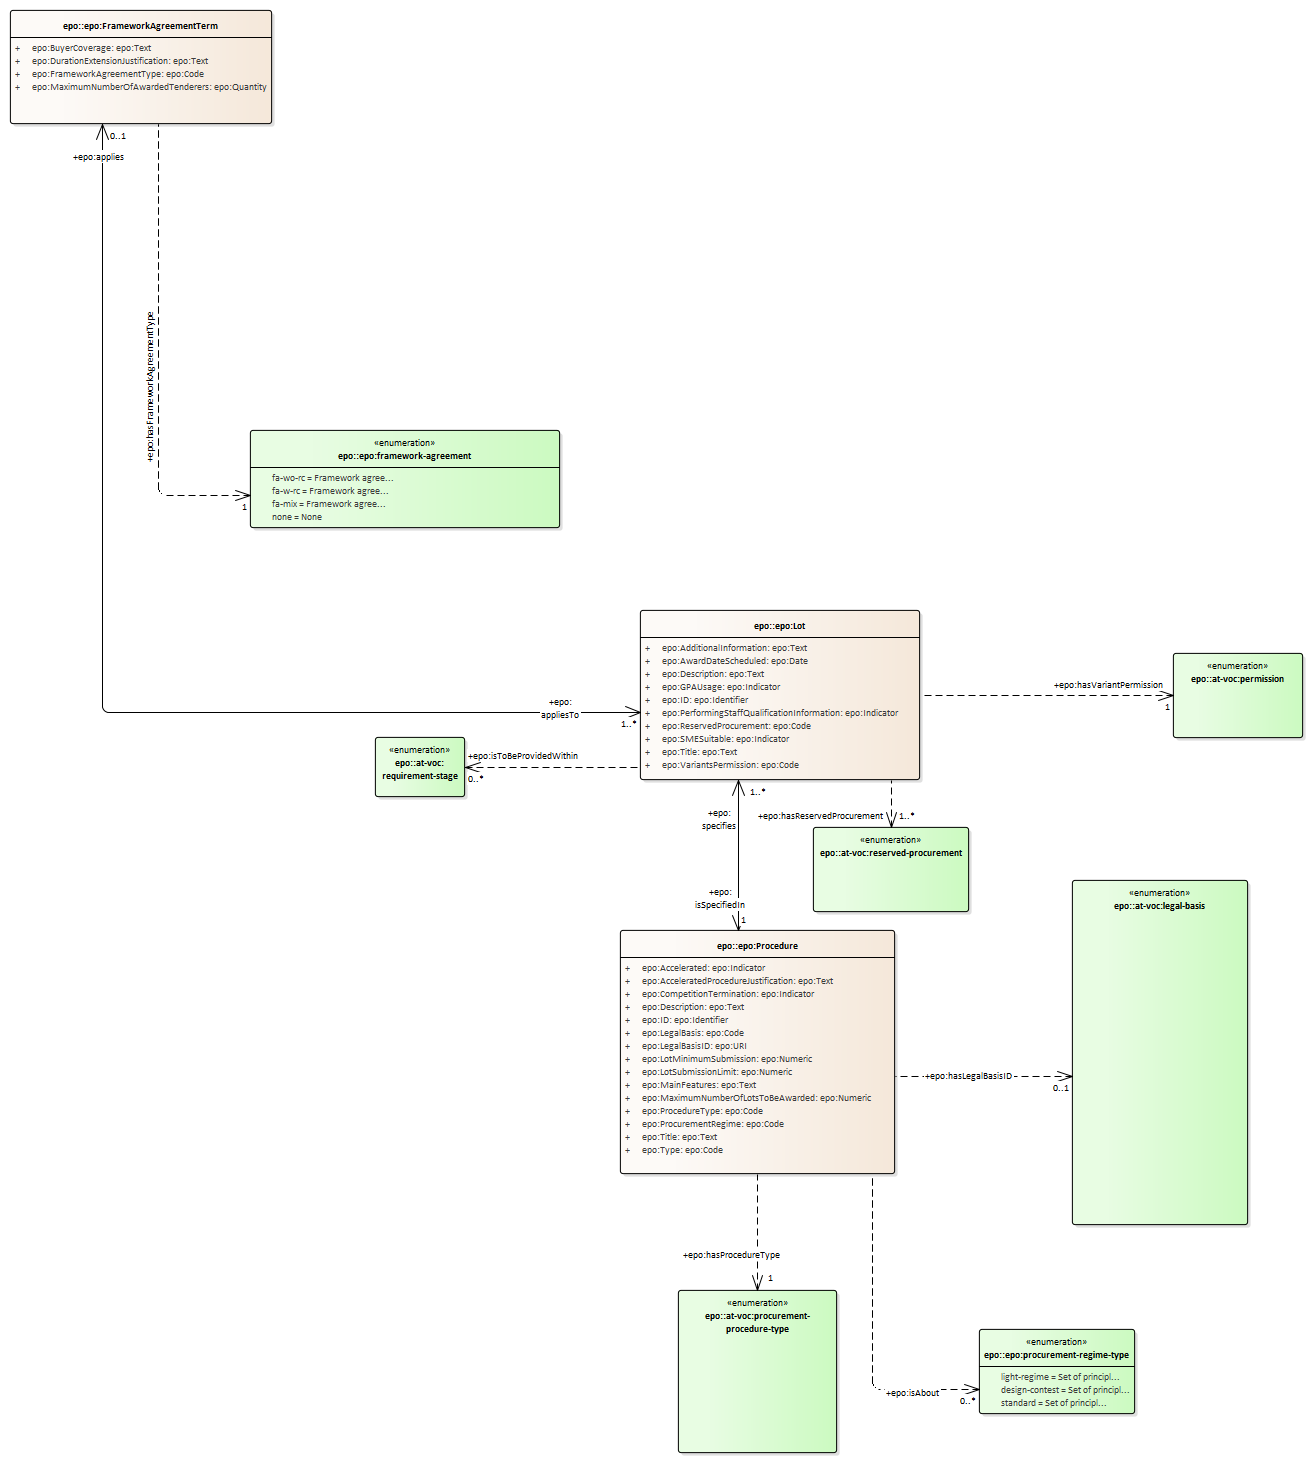 epo::epo:FrameworkAgreementTerm
+ epo:BuyerCoverage: epo:Text
+ epo:DurationExtensionJustification: epo:Text
+ epo:FrameworkAgreementType: epo:Code
+ epo:MaximumNumberOfAwardedTenderers: epo:Quantity
0..1
+epo:applies
+epo:hasFrameworkAgreementType
«enumeration»
epo::epo:framework-agreement
fa-wo-rc = Framework agree...
fa-w-rc = Framework agree...
fa-mix = Framework agree...
none = None
1
epo::epo:Lot
+ epo:AdditionalInformation: epo:Text
+ epo:AwardDateScheduled: epo:Date
+ epo:Description: epo:Text
+ epo:GPAUsage: epo:Indicator
+ epo:ID: epo:Identifier
+ epo:PerformingStaffQualificationInformation: epo:Indicator
+ epo:ReservedProcurement: epo:Code
+ epo:SMESuitable: epo:Indicator
+ epo:Title: epo:Text
+ epo:VariantsPermission: epo:Code
+epo:hasVariantPermission
1
«enumeration»
epo::at-voc:permission
+epo:
appliesTo
1..*
«enumeration»
epo::at-voc:
requirement-stage
+epo:isToBeProvidedWithin
0..*
1..*
+epo:
specifies
+epo:hasReservedProcurement
1..*
«enumeration»
epo::at-voc:reserved-procurement
+epo:
isSpecifiedIn
1
«enumeration»
epo::at-voc:legal-basis
epo::epo:Procedure
+ epo:Accelerated: epo:Indicator
+ epo:AcceleratedProcedureJustification: epo:Text
+ epo:CompetitionTermination: epo:Indicator
+ epo:Description: epo:Text
+ epo:ID: epo:Identifier
+ epo:LegalBasis: epo:Code
+ epo:LegalBasisID: epo:URI
+ epo:LotMinimumSubmission: epo:Numeric
+ epo:LotSubmissionLimit: epo:Numeric
+ epo:MainFeatures: epo:Text
+ epo:MaximumNumberOfLotsToBeAwarded: epo:Numeric
+ epo:ProcedureType: epo:Code
+ epo:ProcurementRegime: epo:Code
+ epo:Title: epo:Text
+ epo:Type: epo:Code
+epo:hasLegalBasisID
0..1
+epo:hasProcedureType
1
«enumeration»
epo::at-voc:procurement-
procedure-type
+epo:isAbout
0..*
«enumeration»
epo::epo:procurement-regime-type
light-regime = Set of principl...
design-contest = Set of principl...
standard = Set of principl...